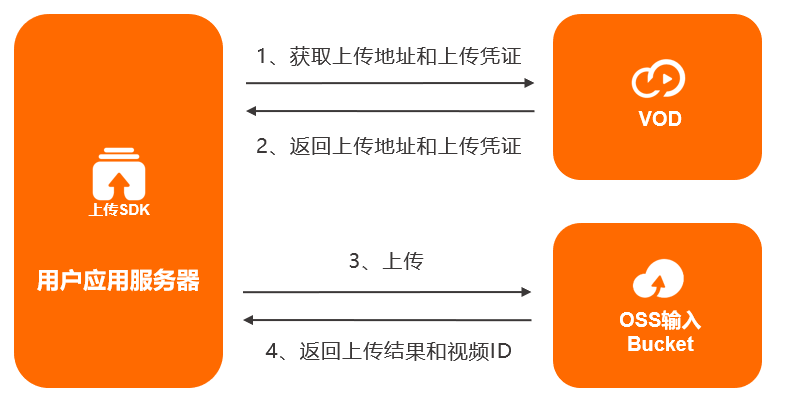 上传SDK
用户应用服务器
1、获取上传地址和上传凭证
2、返回上传地址和上传凭证
VOD
3、上传
4、返回上传结果和视频ID
OSS输入
Bucket